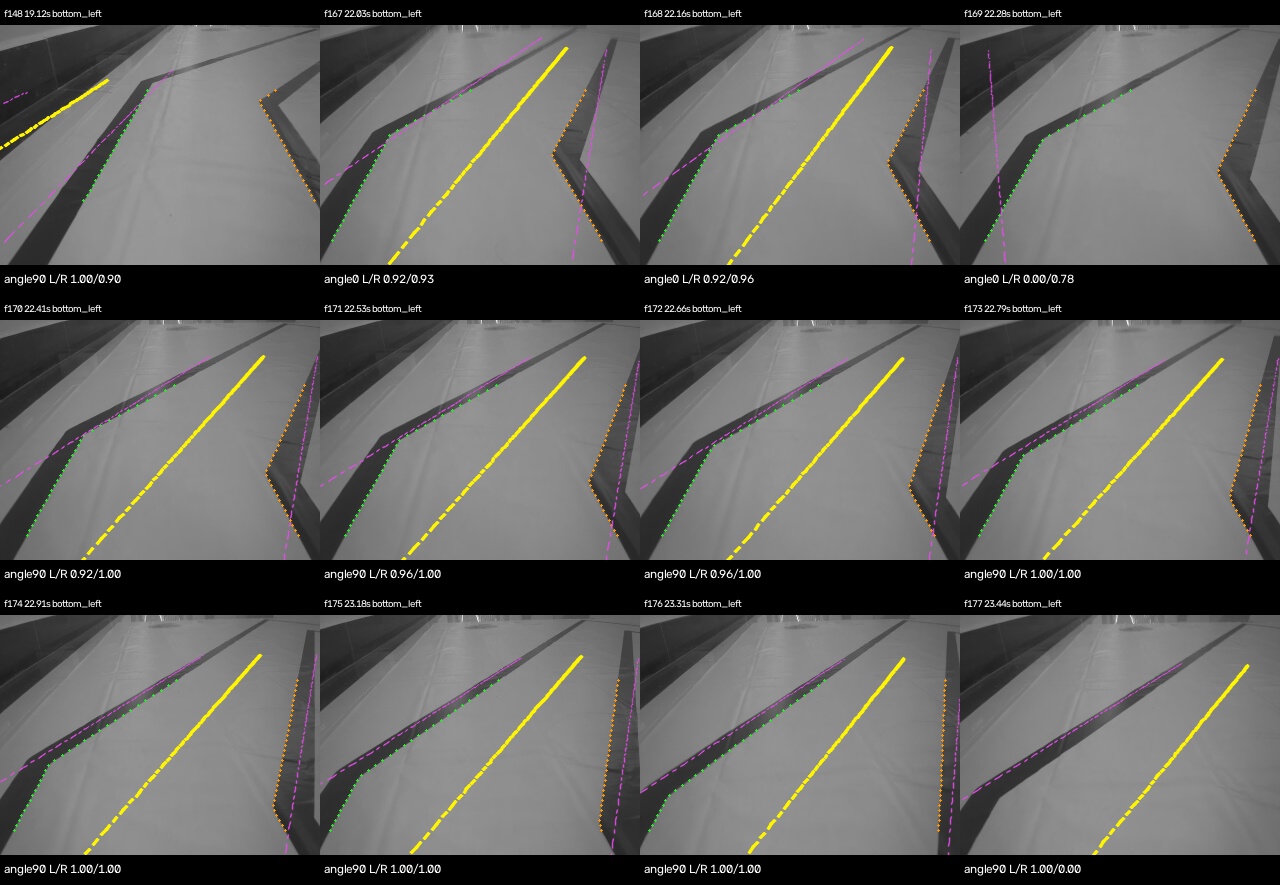 f148 19.12s bottom_left
f167 22.03s bottom_left
f168 22.16s bottom_left
f169 22.28s bottom_left
angle90 L/R 1.00/0.90
angle0 L/R 0.92/0.93
angle0 L/R 0.92/0.96
angle0 L/R 0.00/0.78
f170 22.41s bottom_left
f171 22.53s bottom_left
f172 22.66s bottom_left
f173 22.79s bottom_left
angle90 L/R 0.92/1.00
angle90 L/R 0.96/1.00
angle90 L/R 0.96/1.00
angle90 L/R 1.00/1.00
f174 22.91s bottom_left
f175 23.18s bottom_left
f176 23.31s bottom_left
f177 23.44s bottom_left
angle90 L/R 1.00/1.00
angle90 L/R 1.00/1.00
angle90 L/R 1.00/1.00
angle90 L/R 1.00/0.00